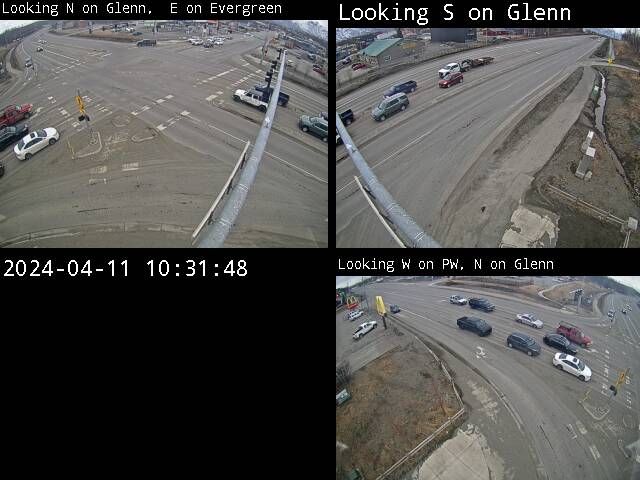 Looking N on Glenn,  E on Evergreen
Looking S on Glenn
2024-04-11 10:31:48
Looking W on PW, N on Glenn